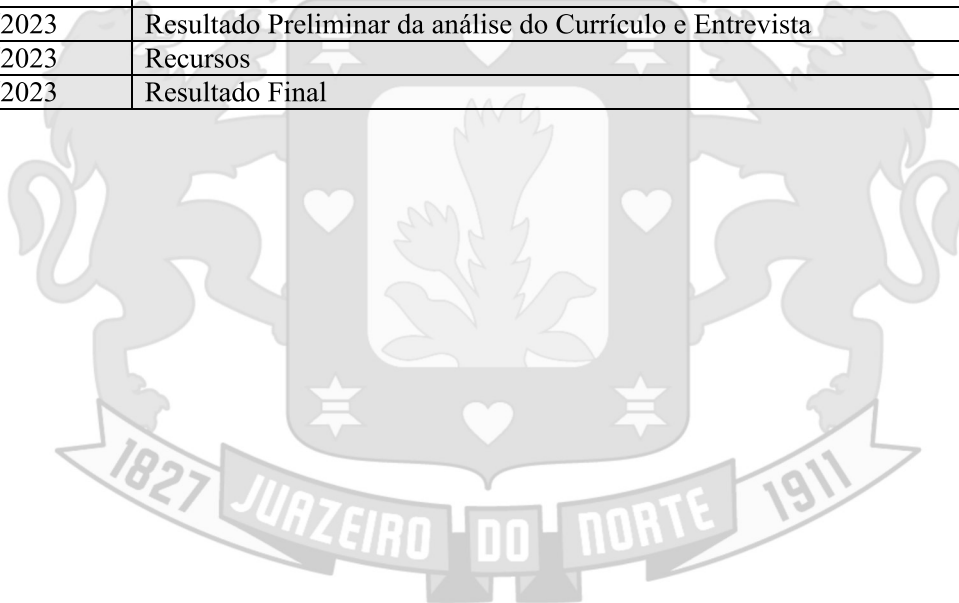 2023 Resultado Preliminar da análise do Currículo e Entrevista
2023 Recursos
2023 Resultado Final
1827 JUAZEIRO DO NORTE 1911